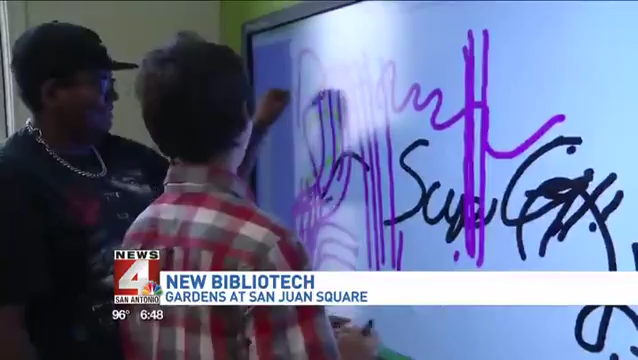 NEWS
4
SAN ANTONIO
96° 6:48
NEW BIBLIOTECH
GARDENS AT SAN JUAN SQUARE